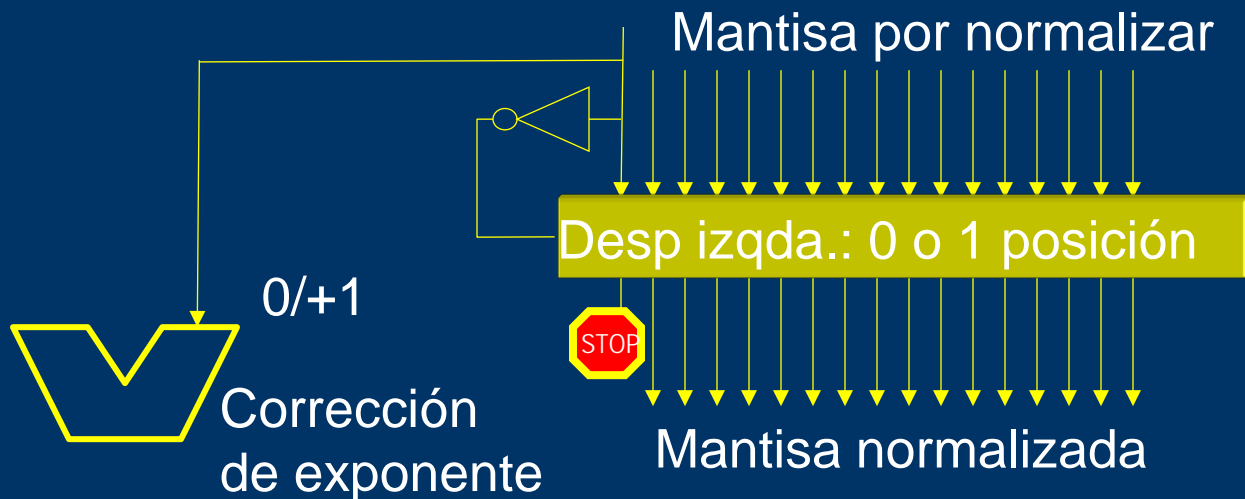 Mantisa por normalizar
Desp izqda.: 0 o 1 posición
0/+1
STOP
Corrección
de exponente
Mantisa normalizada